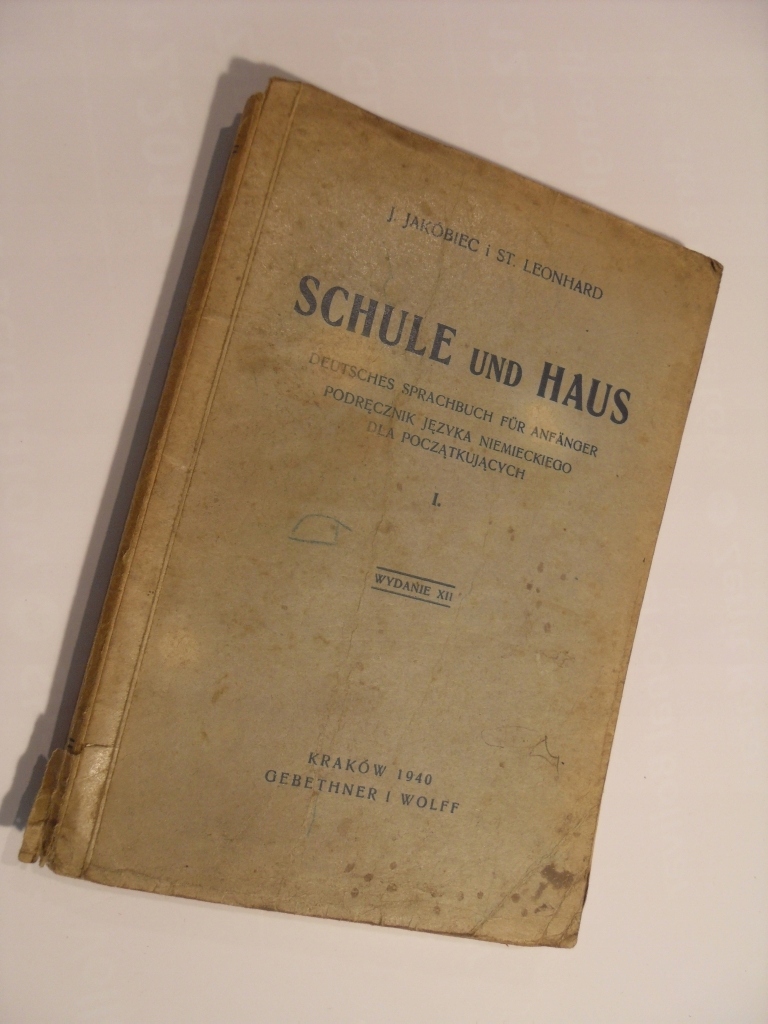 J. JAKÓBIEC i ST. LEONHARD
SCHULE UND HAUS
DEUTSCHES SPRACHBUCH FÜR ANFÄNGER
PODRĘCZNIK JĘZYKA NIEMIECKIEGO
DLA POCZĄTKUJĄCYCH
I.
WYDANIE XII
KRAKÓW 1940
GEBETHNER I WOLFF